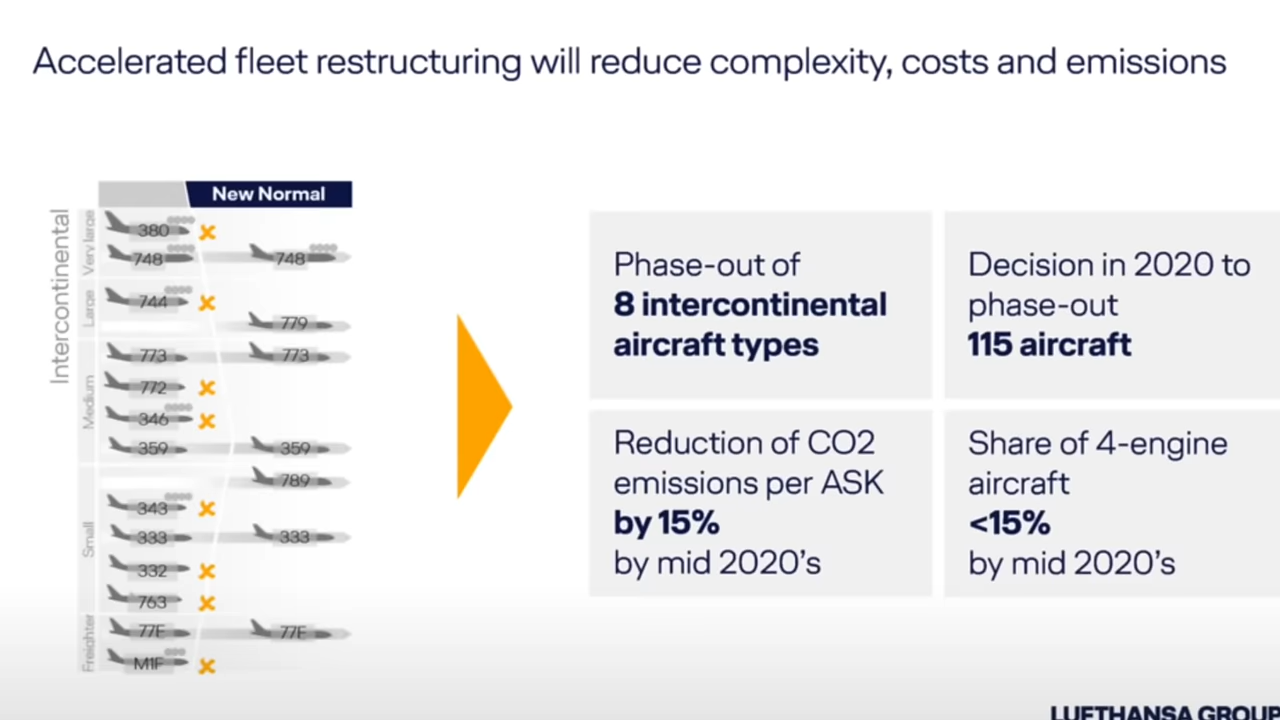 Accelerated fleet restructuring will reduce complexity, costs and emissions
New Normal
Intercontinental
Very large
380
748
748
Large
744
779
Medium
773
773
772
346
359
359
789
Small
343
333
333
332
763
Freighter
77F
77F
M1F
Phase-out of
8 intercontinental
aircraft types
Decision in 2020 to
phase-out
115 aircraft
Reduction of CO2
emissions per ASK
by 15%
by mid 2020's
Share of 4-engine
aircraft
<15%
by mid 2020's
LUFTHANSA GROUP